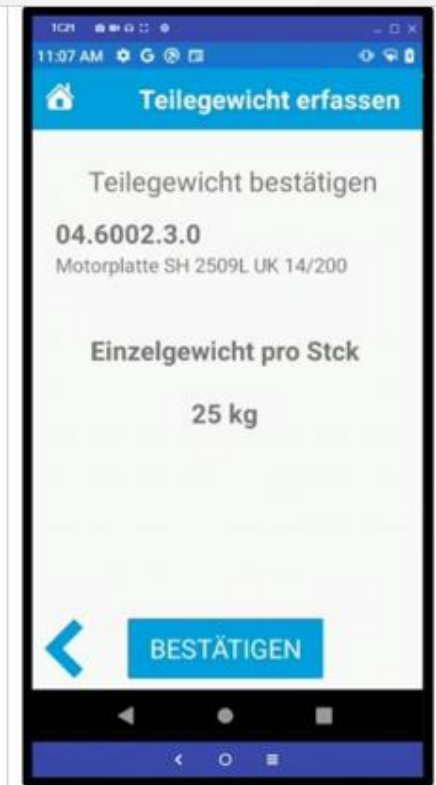 11:07 AM
Teilegewicht erfassen
Teilegewicht bestätigen
04.6002.3.0
Motorplatte SH 2509L UK 14/200
Einzelgewicht pro Stck
25 kg
BESTÄTIGEN